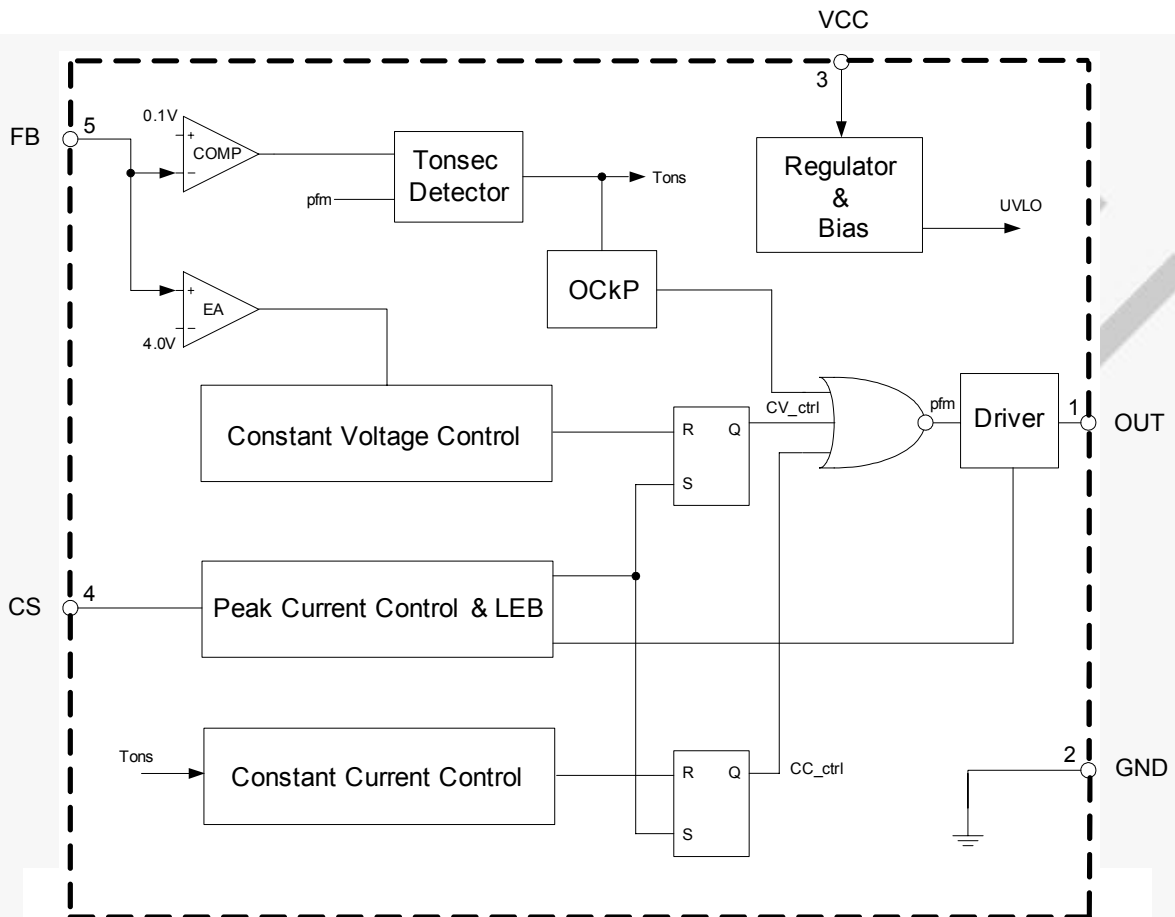 VCC
3
FB
5
0.1V
+
COMP
−
pfm
Tonsec
Detector
Tons
Regulator
&
Bias
UVLO
OCkP
+
EA
−
4.0V
Constant Voltage Control
R
Q
S
CV_ctrl
pfm
Driver
1
OUT
CS
4
Peak Current Control & LEB
Tons
Constant Current Control
R
Q
S
CC_ctrl
2
GND